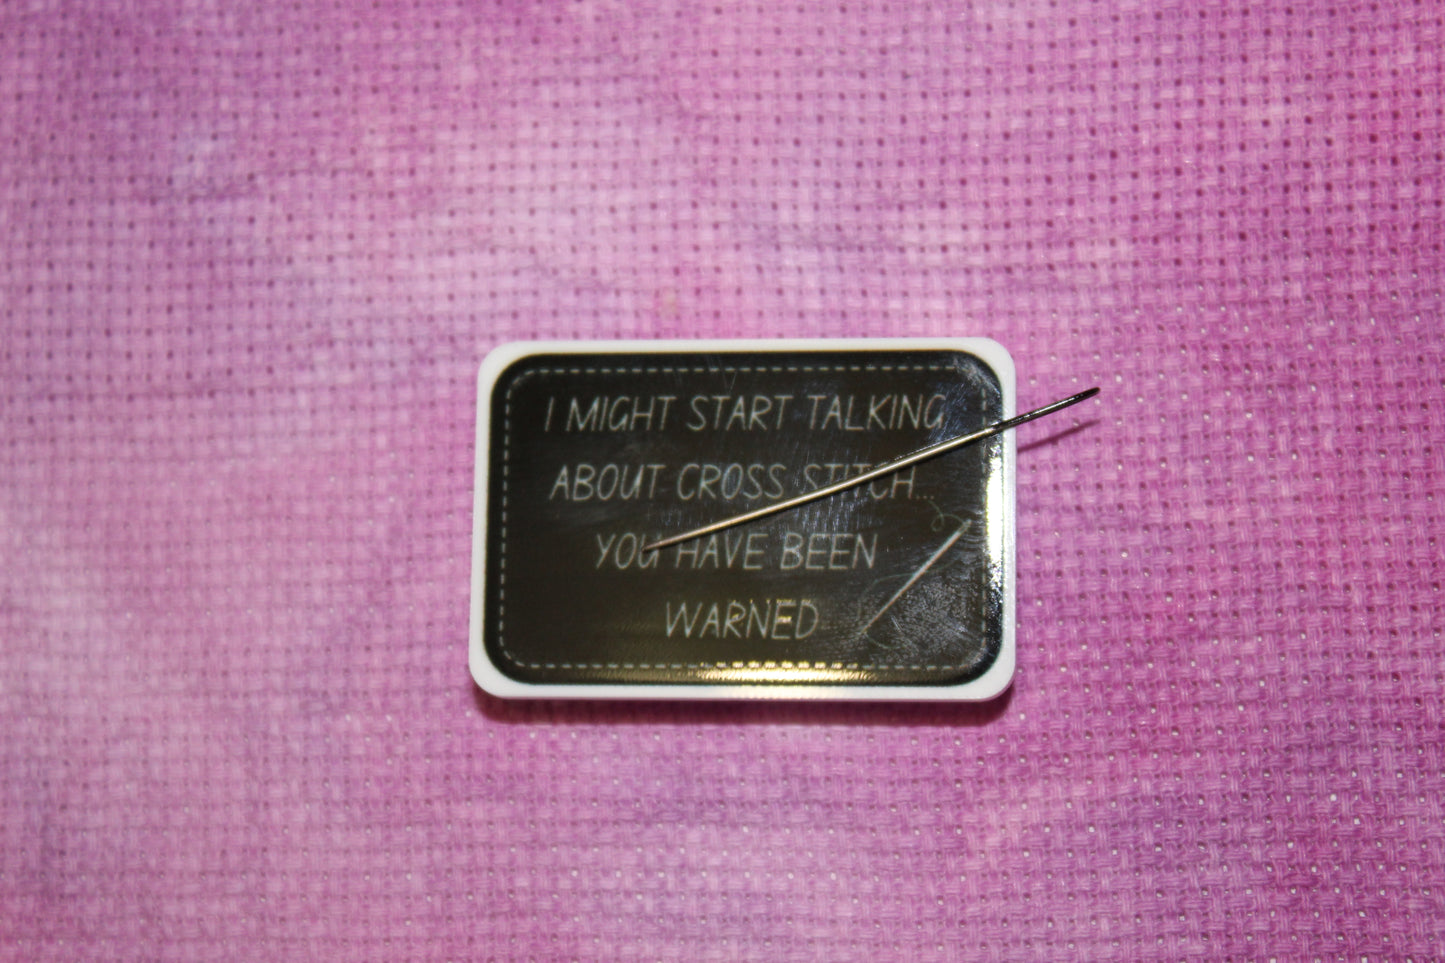 I MIGHT START TALKING
ABOUT CROSS STITCH...
YOU HAVE BEEN
WARNED